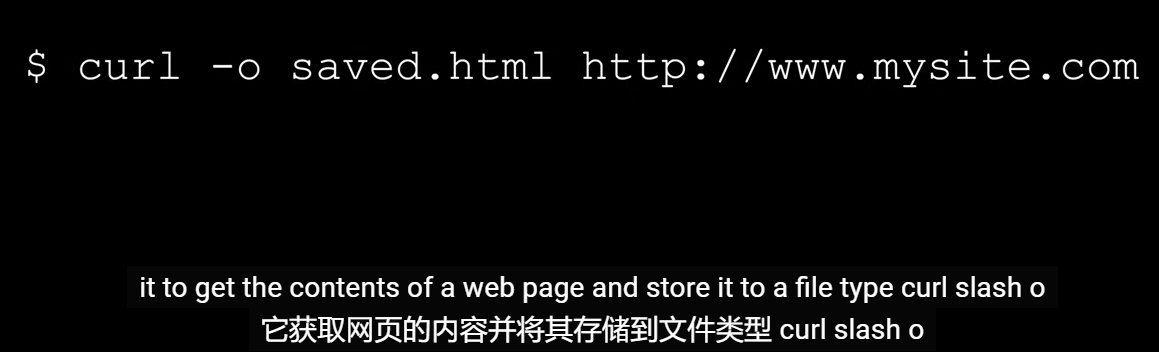 $ curl -o saved.html http://www.mysite.com
it to get the contents of a web page and store it to a file type curl slash o
它获取网页的内容并将其存储到文件类型 curl slash o